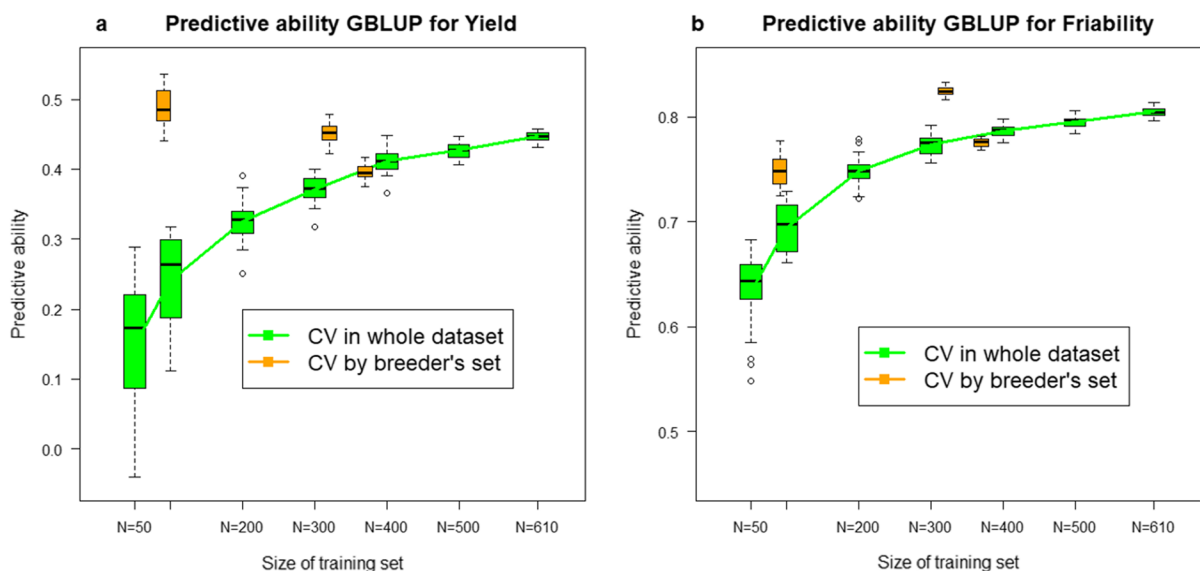 a Predictive ability GBLUP for Yield
Predictive ability
0.5
0.4
0.3
0.2
0.1
0.0
CV in whole dataset
CV by breeder's set
N=50 N=200 N=300 N=400 N=500 N=610
Size of training set
b Predictive ability GBLUP for Friability
Predictive ability
0.8
0.7
0.6
0.5
CV in whole dataset
CV by breeder's set
N=50 N=200 N=300 N=400 N=500 N=610
Size of training set